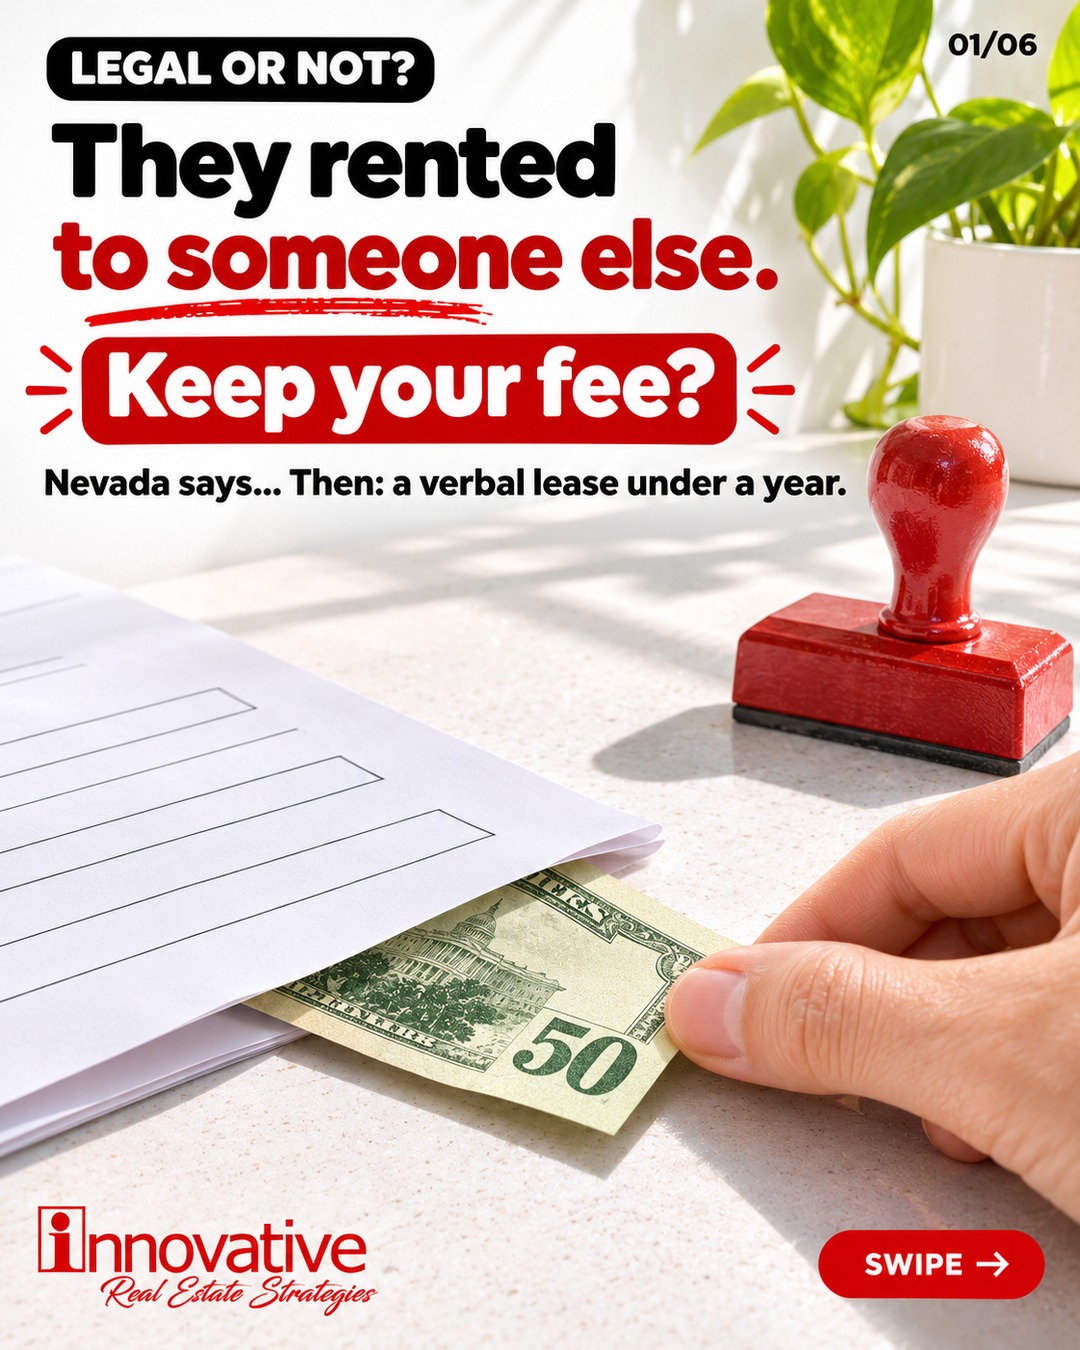 LEGAL OR NOT?
01/06
They rented
to someone else.
Keep your fee?
Nevada says... Then: a verbal lease under a year.
50
innovative
Real Estate Strategies
SWIPE →